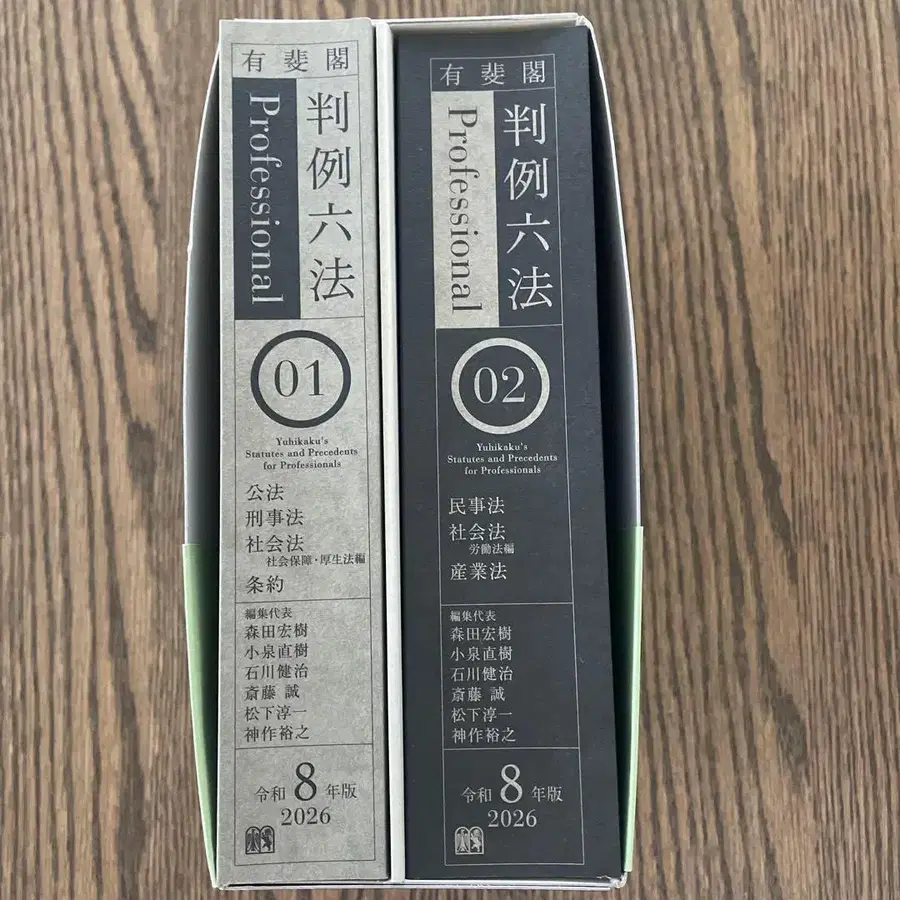 有斐閣
判例六法
Professional
01
Yuhikaku's
Statutes and Precedents
for Professionals
公法
刑事法
社会法
社会保障・厚生法編
条約
編集代表
森田宏樹
小泉直樹
石川健治
斎藤 誠
松下淳一
神作裕之
令和8年版
2026
有斐閣
判例六法
Professional
02
Yuhikaku's
Statutes and Precedents
for Professionals
民事法
社会法
労働法編
産業法
編集代表
森田宏樹
小泉直樹
石川健治
斎藤 誠
松下淳一
神作裕之
令和8年版
2026